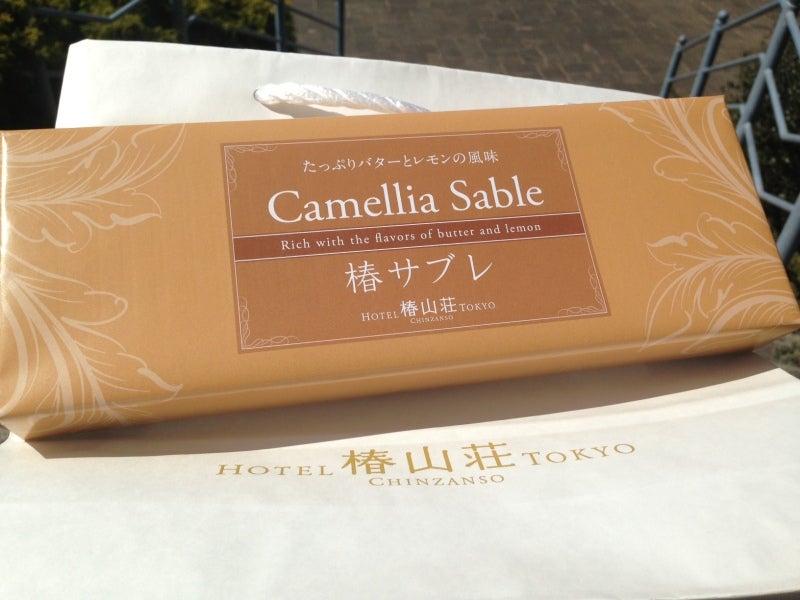 たっぷりバターとレモンの風味
Camellia Sable
Rich with the flavors of butter and lemon
椿サブレ
HOTEL 椿山荘 TOKYO
CHINZANSO
HOTEL 椿山荘 TOKYO
CHINZANSO